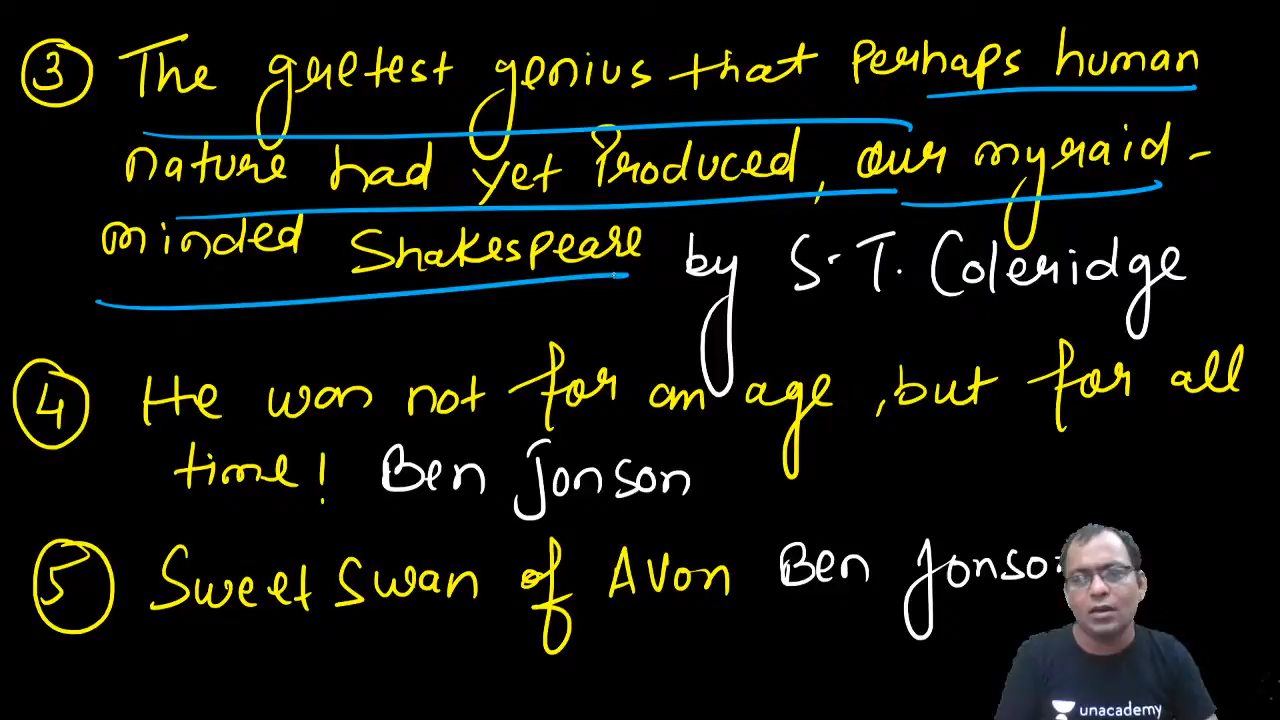 3 The gretest genius that perhaps human
nature had yet Produced, our myraid-
minded Shakespeare by S.T. Coleridge
4 He was not for an age, but for all
time! Ben Jonson
5 Sweet Swan of Avon Ben Jonson
unacademy